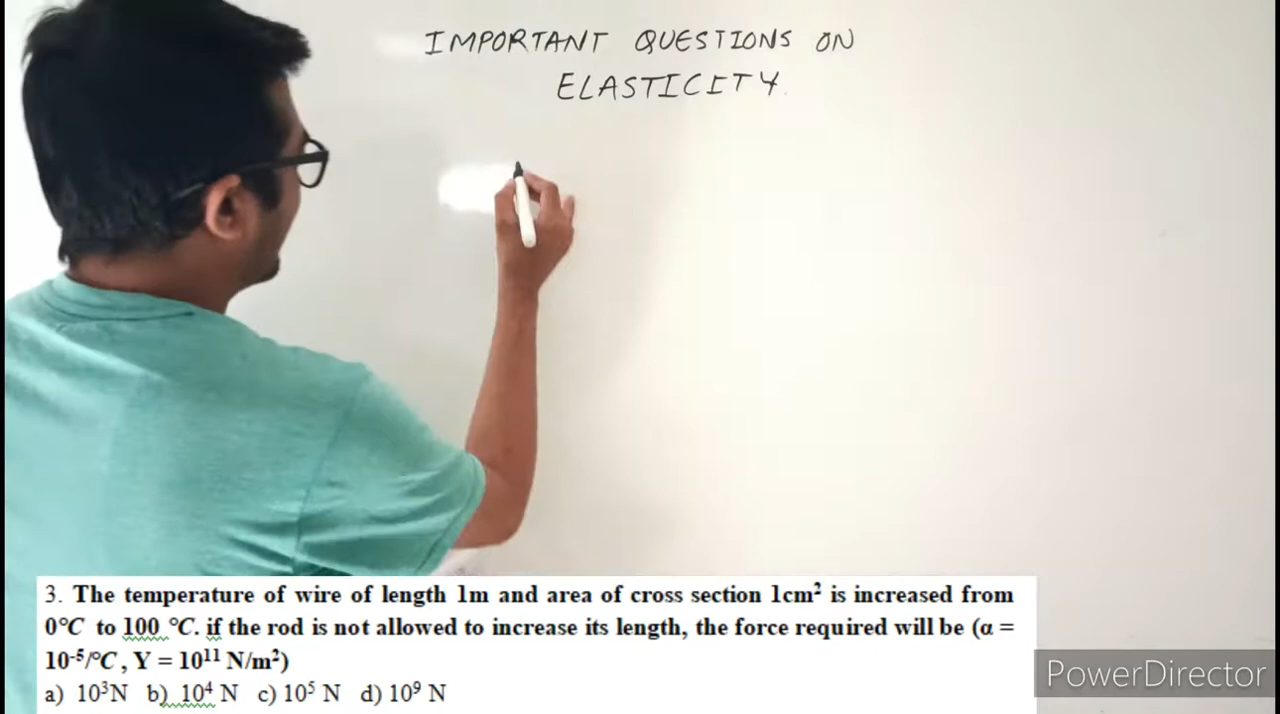 IMPORTANT QUESTIONS ON
ELASTICITY
3. The temperature of wire of length 1m and area of cross section 1cm² is increased from
0°C to 100 °C. if the rod is not allowed to increase its length, the force required will be (α =
10⁻⁵/°C , Y = 10¹¹ N/m²)
a) 10³N b) 10⁴ N c) 10⁵ N d) 10⁹ N
PowerDirector